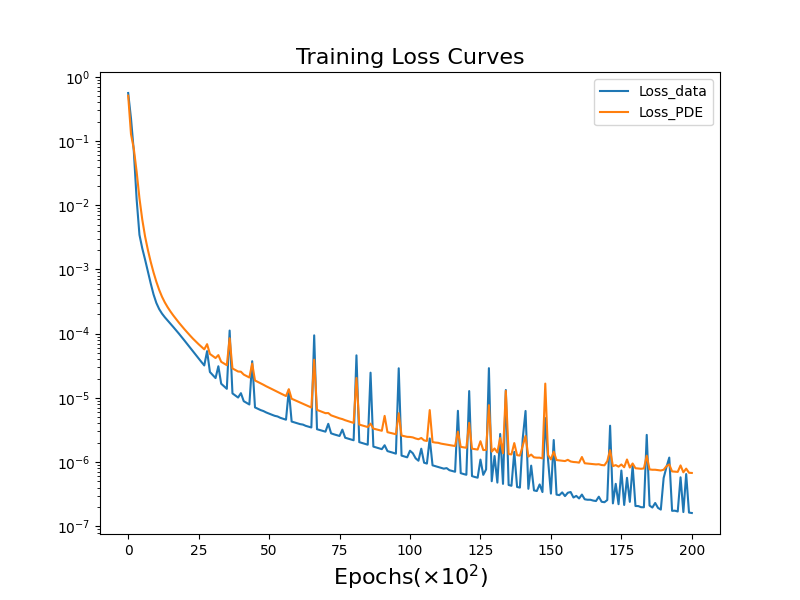 Training Loss Curves
Loss_data
Loss_PDE
10⁰
10⁻¹
10⁻²
10⁻³
10⁻⁴
10⁻⁵
10⁻⁶
10⁻⁷
0 25 50 75 100 125 150 175 200
Epochs(×10²)